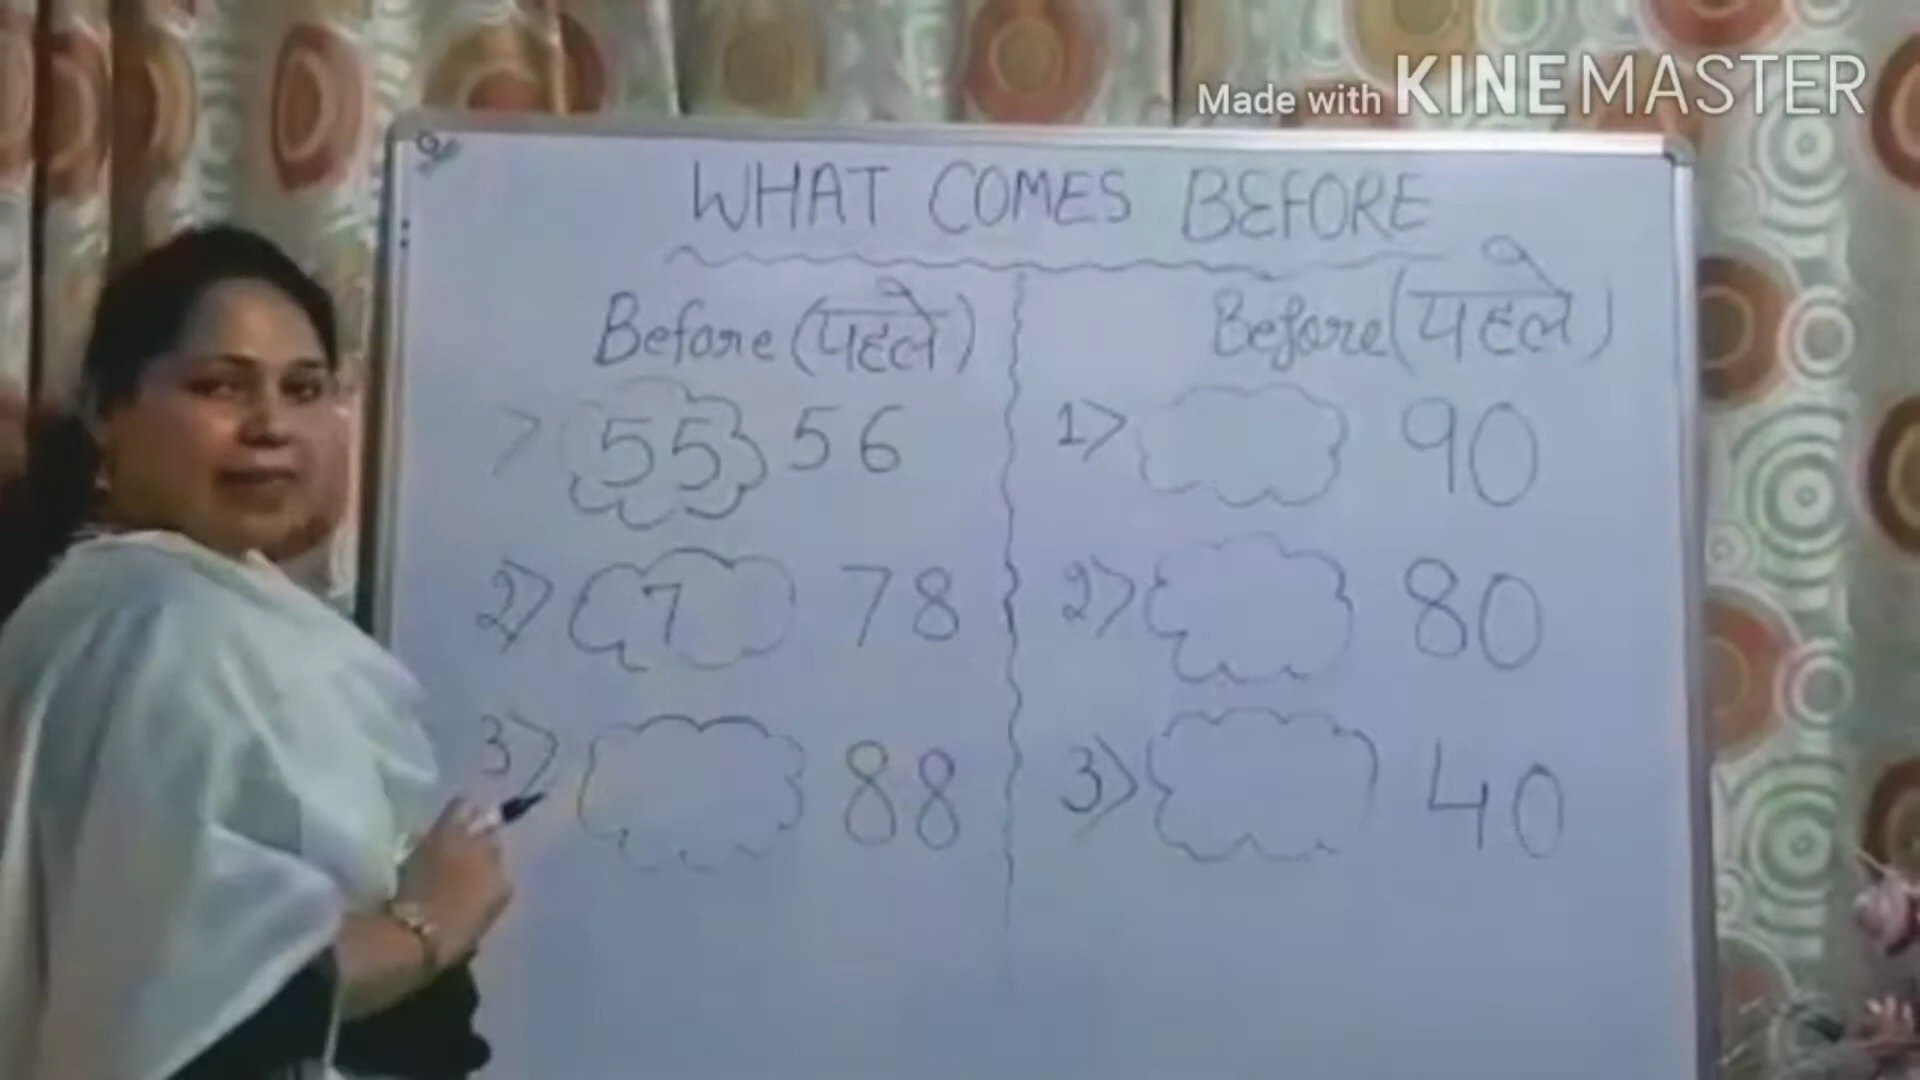 Made with KINEMASTER
WHAT COMES BEFORE
Before (पहले)
> 55 56
2> 7 78
3> 88
Before (पहले)
1> 90
2> 80
3> 40